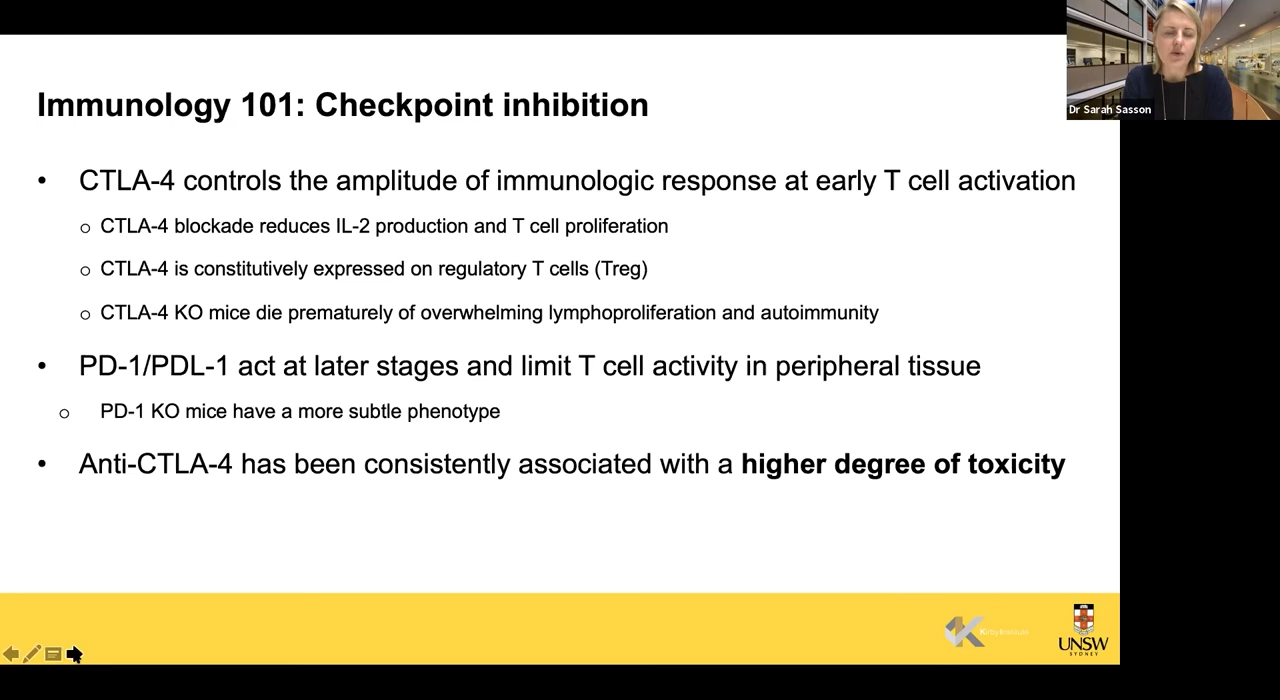 Dr Sarah Sasson
Immunology 101: Checkpoint inhibition
• CTLA-4 controls the amplitude of immunologic response at early T cell activation
o CTLA-4 blockade reduces IL-2 production and T cell proliferation
o CTLA-4 is constitutively expressed on regulatory T cells (Treg)
o CTLA-4 KO mice die prematurely of overwhelming lymphoproliferation and autoimmunity
• PD-1/PDL-1 act at later stages and limit T cell activity in peripheral tissue
o PD-1 KO mice have a more subtle phenotype
• Anti-CTLA-4 has been consistently associated with a higher degree of toxicity
Kirby Institute
UNSW
SYDNEY